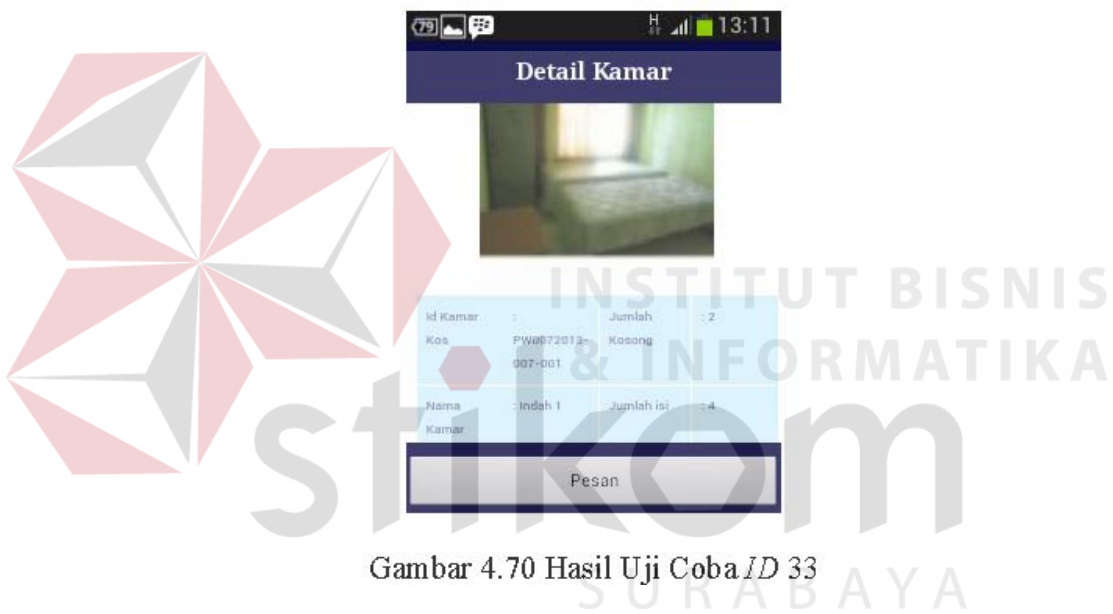 79 H 13:11
Detail Kamar
Id Kamar Kos : PW0072013-007-001 Jumlah Kosong : 2
Nama Kamar : Indah 1 Jumlah isi : 4
Pesan
Gambar 4.70 Hasil Uji Coba ID 33
INSTITUT BISNIS
& INFORMATIKA
stikom
SURABAYA